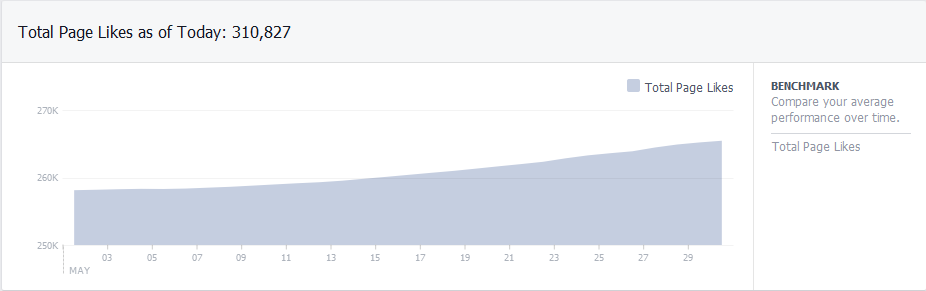 Total Page Likes as of Today: 310,827
Total Page Likes
BENCHMARK
Compare your average
performance over time.
Total Page Likes
270K
260K
250K
03 05 07 09 11 13 15 17 19 21 23 25 27 29
MAY